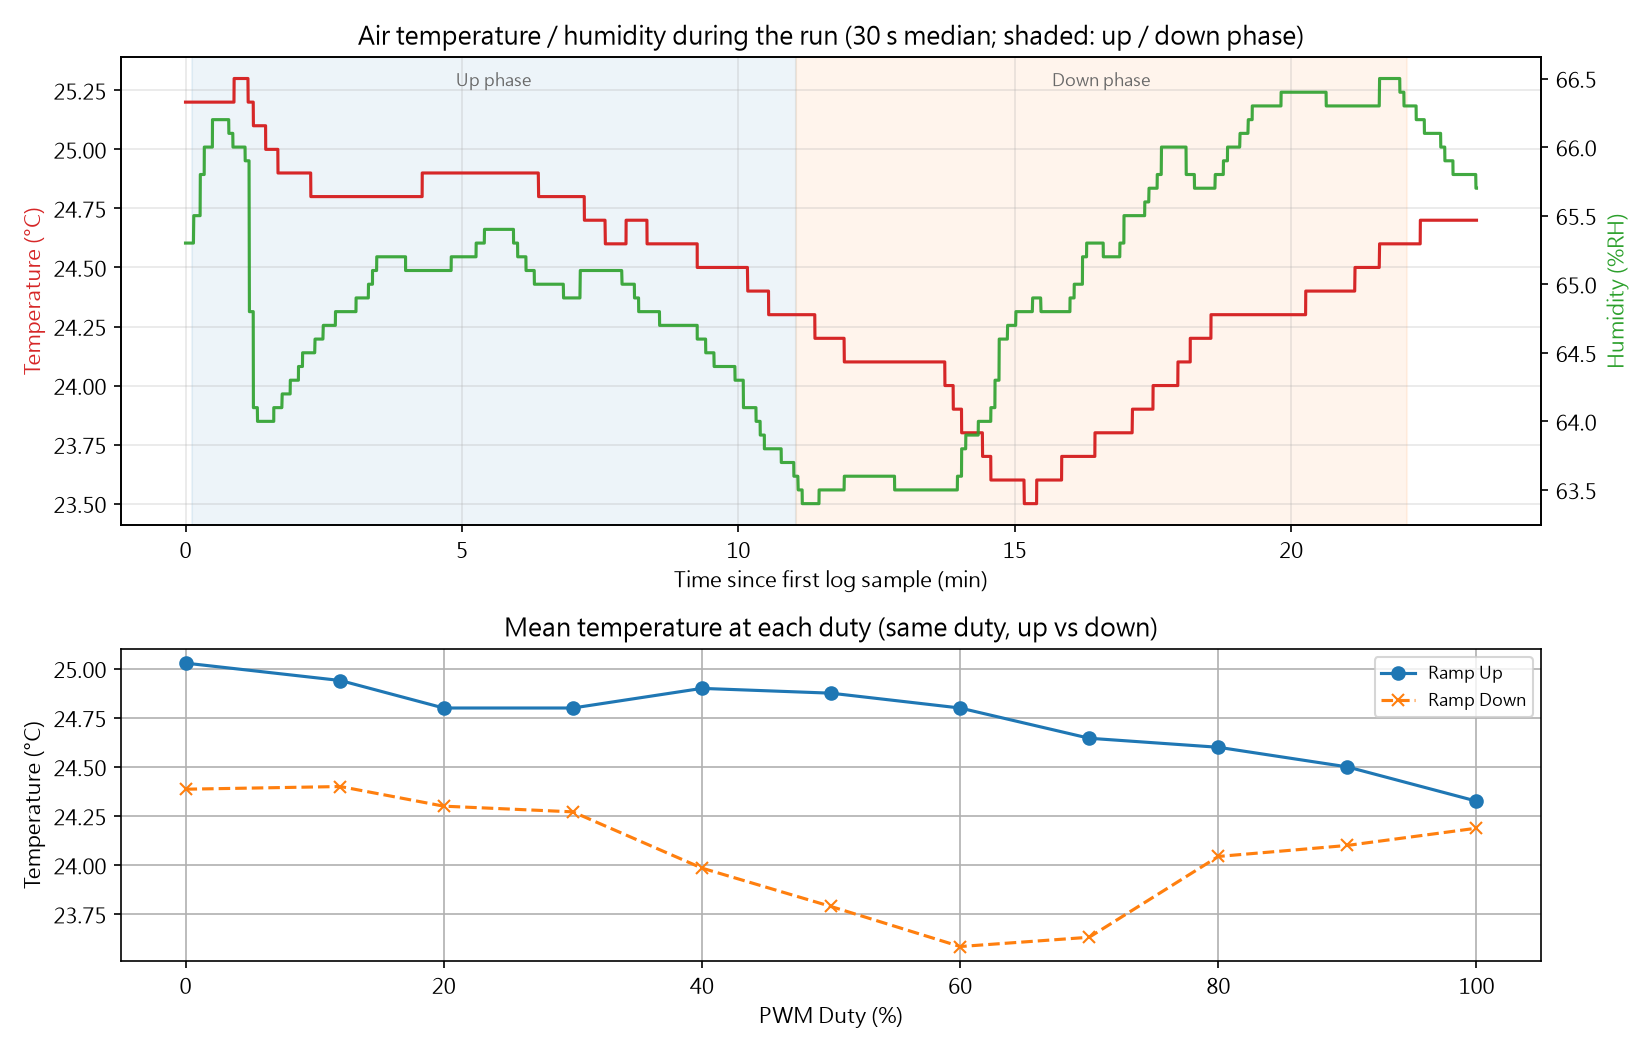 Air temperature / humidity during the run (30 s median; shaded: up / down phase)
Up phase
Down phase
25.25
25.00
24.75
24.50
24.25
24.00
23.75
23.50
Temperature (°C)
66.5
66.0
65.5
65.0
64.5
64.0
63.5
Humidity (%RH)
0 5 10 15 20
Time since first log sample (min)
Mean temperature at each duty (same duty, up vs down)
Ramp Up
Ramp Down
25.00
24.75
24.50
24.25
24.00
23.75
Temperature (°C)
0 20 40 60 80 100
PWM Duty (%)